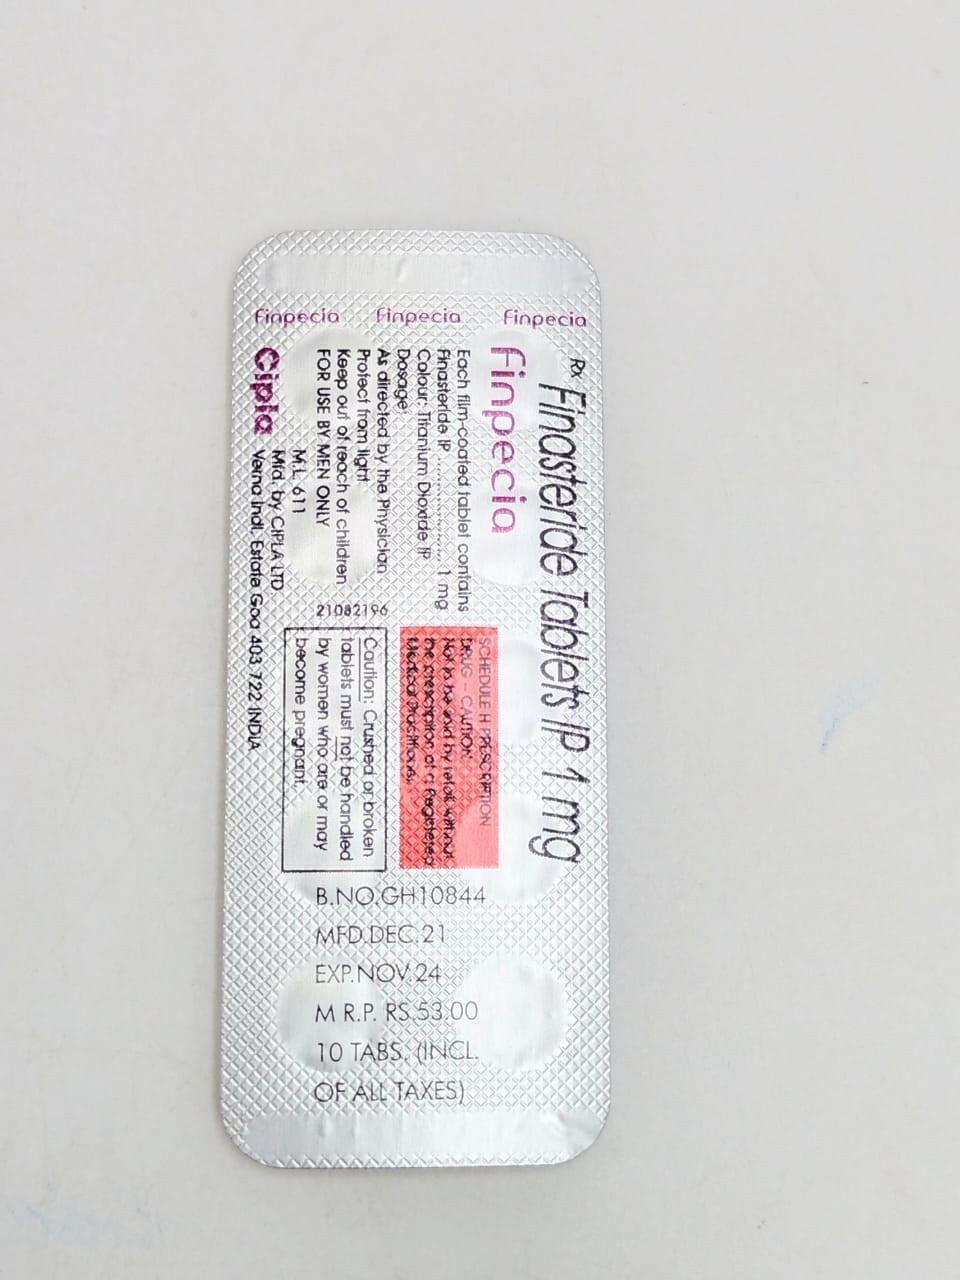 Finpecia Finpecia Finpecia
Rx Finasteride Tablets IP 1 mg
Finpecia
Each film-coated tablet contains
Finasteride IP .................. 1 mg
Colour: Titanium Dioxide IP
Dosage:
As directed by the Physician
Protect from light
Keep out of reach of children
FOR USE BY MEN ONLY
M.L. 611
Mfd. by CIPLA LTD
Cipla Verna Indl. Estate Goa 403 722 INDIA
21082196
SCHEDULE H PRESCRIPTION
DRUG - CAUTION
Not to be sold by retail without
the prescription of a Registered
Medical Practitioner.
Caution: Crushed or broken
tablets must not be handled
by women who are or may
become pregnant.
B.NO.GH10844
MFD.DEC.21
EXP.NOV.24
M R.P. RS.53.00
10 TABS. (INCL.
OF ALL TAXES)